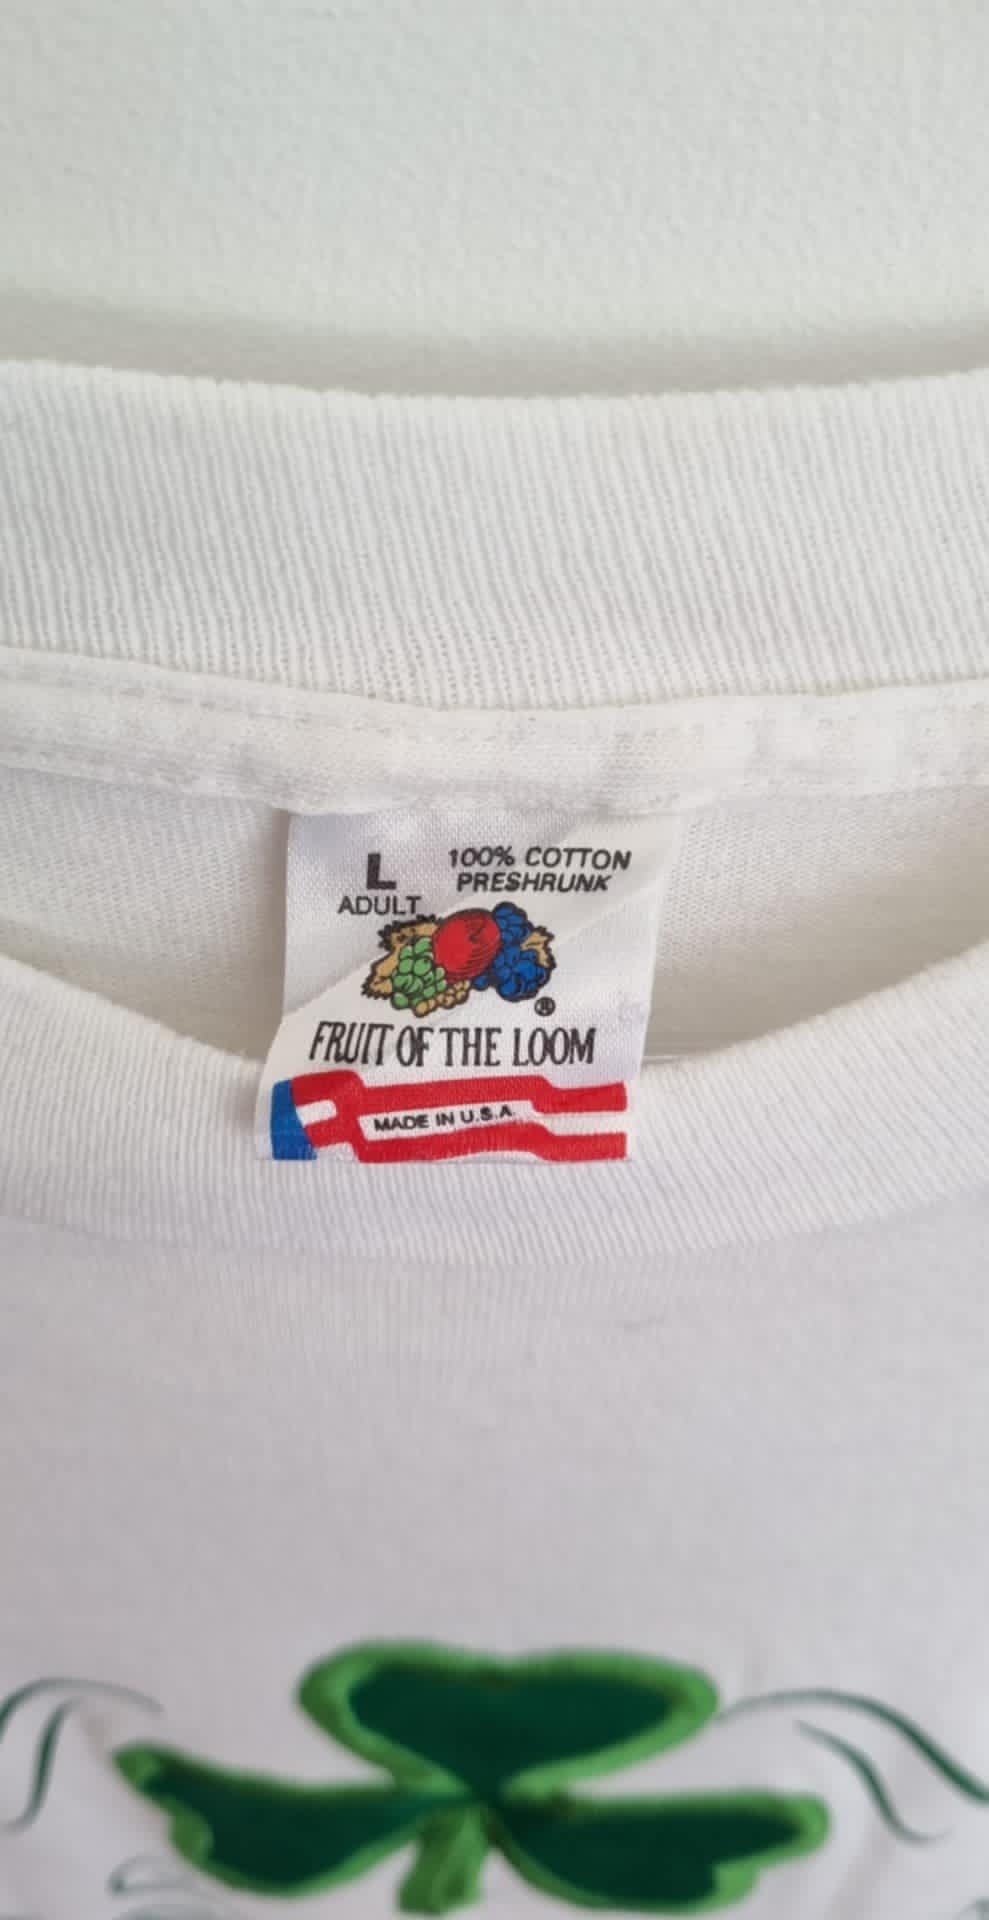 L
ADULT
100% COTTON
PRESHRUNK
®
FRUIT OF THE LOOM
MADE IN U.S.A.